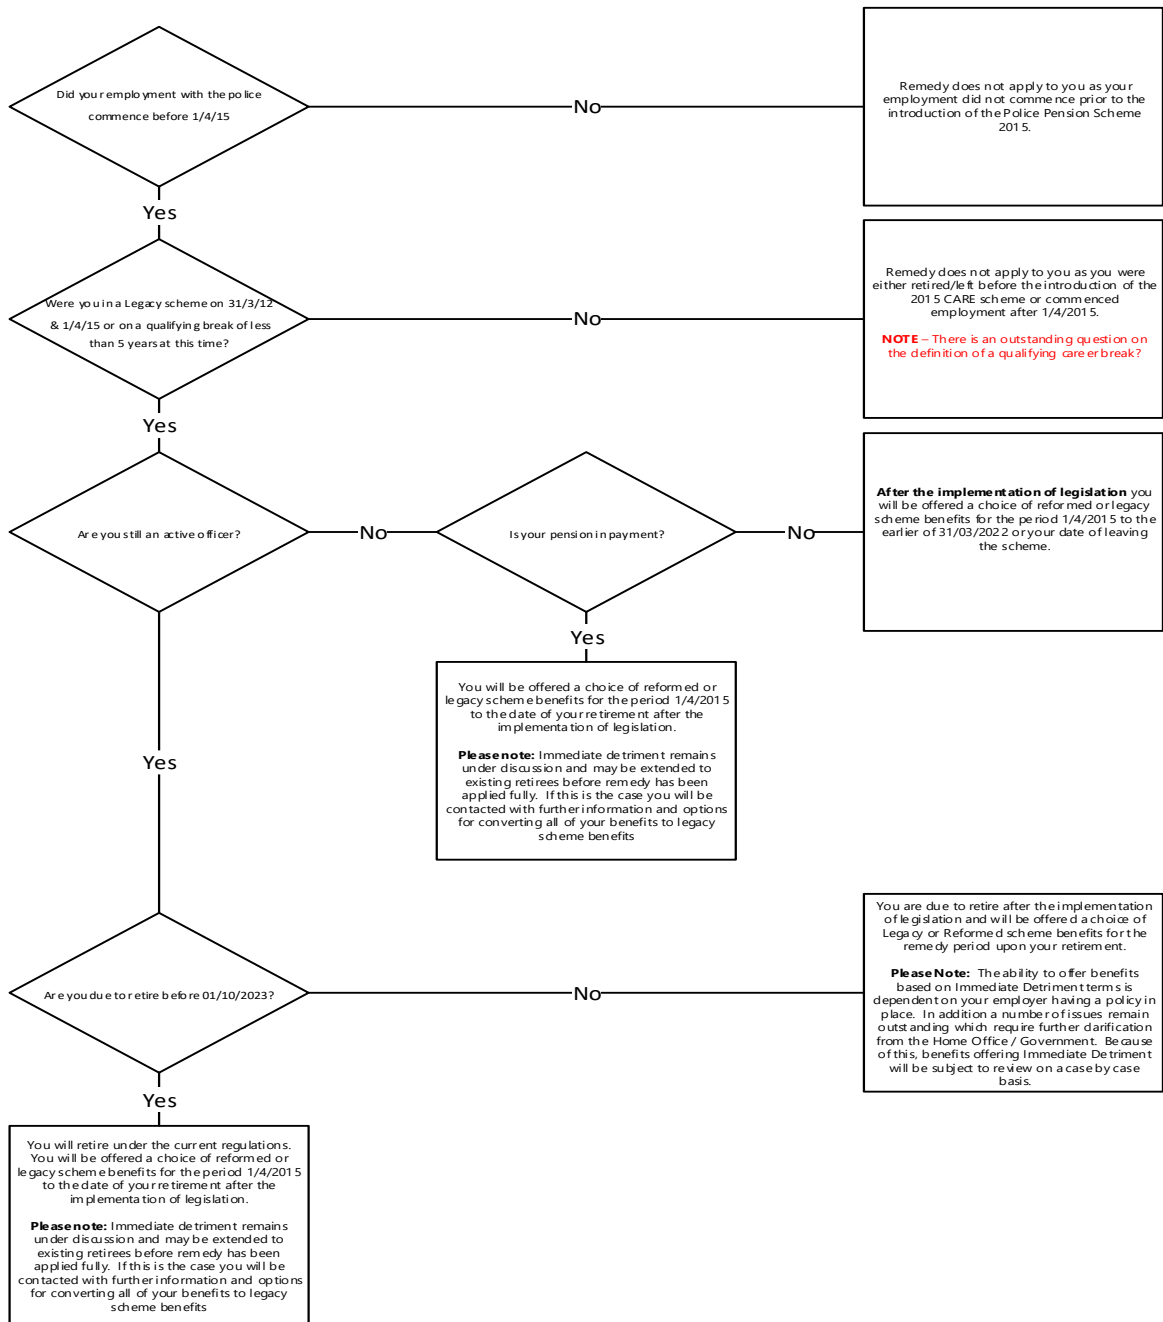 Did your employment with the police
commence before 1/4/15
No
Remedy does not apply to you as your
employment did not commence prior to the
introduction of the Police Pension Scheme
2015.
Yes
Were you in a Legacy scheme on 31/3/12
& 1/4/15 or on a qualifying break of less
than 5 years at this time?
No
Remedy does not apply to you as you were
either retired/left before the introduction of the
2015 CARE scheme or commenced
employment after 1/4/2015.
NOTE – There is an outstanding question on
the definition of a qualifying career break?
Yes
Are you still an active officer?
No
Is your pension in payment?
No
After the implementation of legislation you
will be offered a choice of reformed or legacy
scheme benefits for the period 1/4/2015 to the
earlier of 31/03/2022 or your date of leaving
the scheme.
Yes
You will be offered a choice of reformed or
legacy scheme benefits for the period 1/4/2015
to the date of your retirement after the
implementation of legislation.
Please note: Immediate detriment remains
under discussion and may be extended to
existing retirees before remedy has been
applied fully. If this is the case you will be
contacted with further information and options
for converting all of your benefits to legacy
scheme benefits
Yes
Are you due to retire before 01/10/2023?
No
You are due to retire after the implementation
of legislation and will be offered a choice of
Legacy or Reformed scheme benefits for the
remedy period upon your retirement.
Please Note: The ability to offer benefits
based on Immediate Detriment terms is
dependent on your employer having a policy in
place. In addition a number of issues remain
outstanding which require further clarification
from the Home Office / Government. Because
of this, benefits offering Immediate Detriment
will be subject to review on a case by case
basis.
Yes
You will retire under the current regulations.
You will be offered a choice of reformed or
legacy scheme benefits for the period 1/4/2015
to the date of your retirement after the
implementation of legislation.
Please note: Immediate detriment remains
under discussion and may be extended to
existing retirees before remedy has been
applied fully. If this is the case you will be
contacted with further information and options
for converting all of your benefits to legacy
scheme benefits